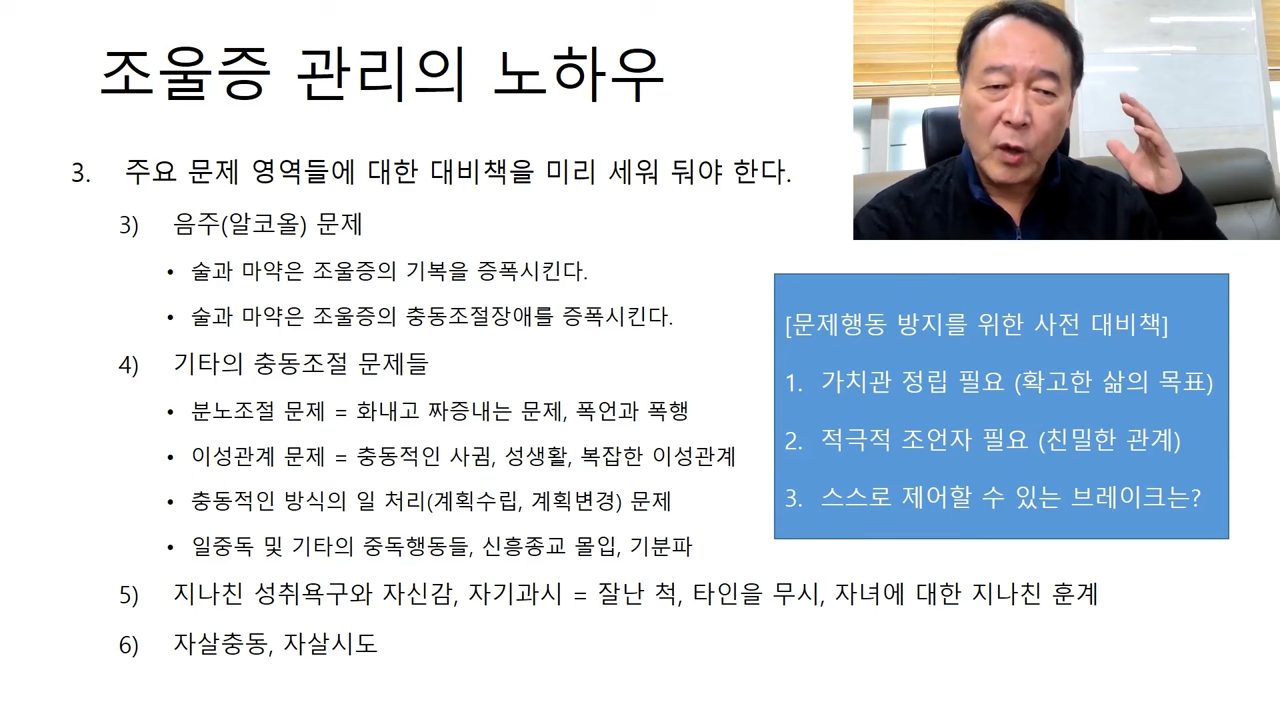 조울증 관리의 노하우
3. 주요 문제 영역들에 대한 대비책을 미리 세워 둬야 한다.
3) 음주(알코올) 문제
• 술과 마약은 조울증의 기복을 증폭시킨다.
• 술과 마약은 조울증의 충동조절장애를 증폭시킨다.
4) 기타의 충동조절 문제들
• 분노조절 문제 = 화내고 짜증내는 문제, 폭언과 폭행
• 이성관계 문제 = 충동적인 사귐, 성생활, 복잡한 이성관계
• 충동적인 방식의 일 처리(계획수립, 계획변경) 문제
• 일중독 및 기타의 중독행동들, 신흥종교 몰입, 기분파
5) 지나친 성취욕구와 자신감, 자기과시 = 잘난 척, 타인을 무시, 자녀에 대한 지나친 훈계
6) 자살충동, 자살시도
[문제행동 방지를 위한 사전 대비책]
1. 가치관 정립 필요 (확고한 삶의 목표)
2. 적극적 조언자 필요 (친밀한 관계)
3. 스스로 제어할 수 있는 브레이크는?